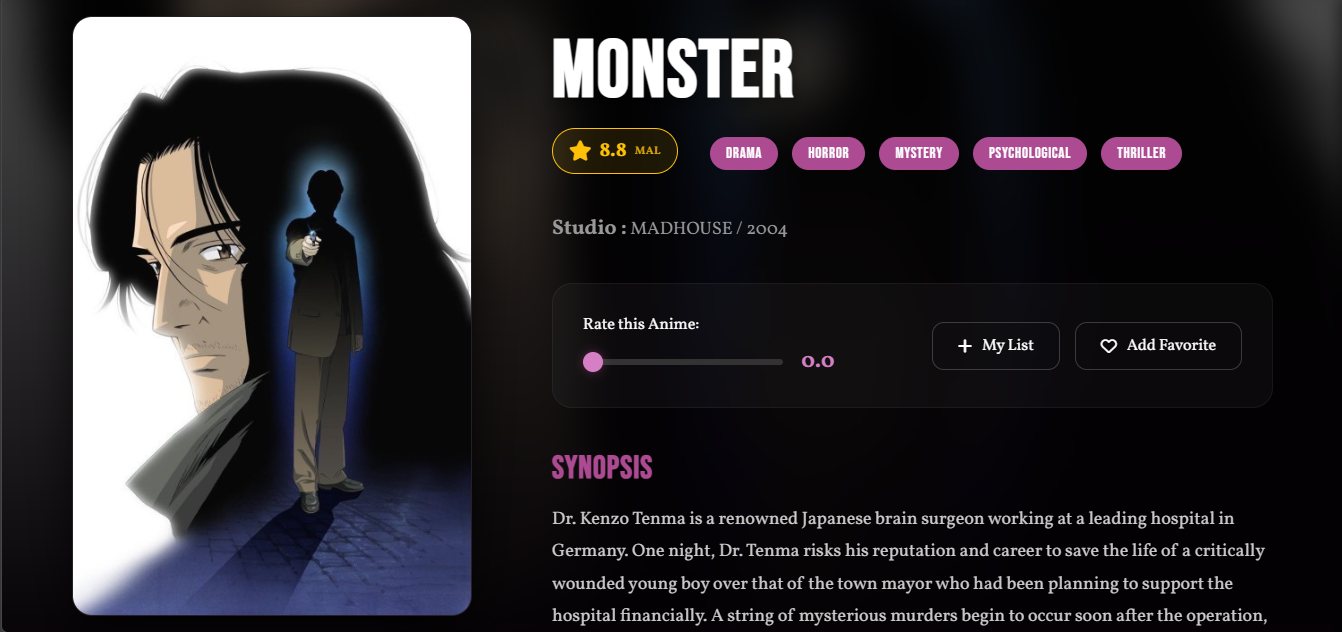 MONSTER
8.8 MAL
DRAMA HORROR MYSTERY PSYCHOLOGICAL THRILLER
Studio : MADHOUSE / 2004
Rate this Anime:
0.0
My List
Add Favorite
SYNOPSIS
Dr. Kenzo Tenma is a renowned Japanese brain surgeon working at a leading hospital in
Germany. One night, Dr. Tenma risks his reputation and career to save the life of a critically
wounded young boy over that of the town mayor who had been planning to support the
hospital financially. A string of mysterious murders begin to occur soon after the operation,